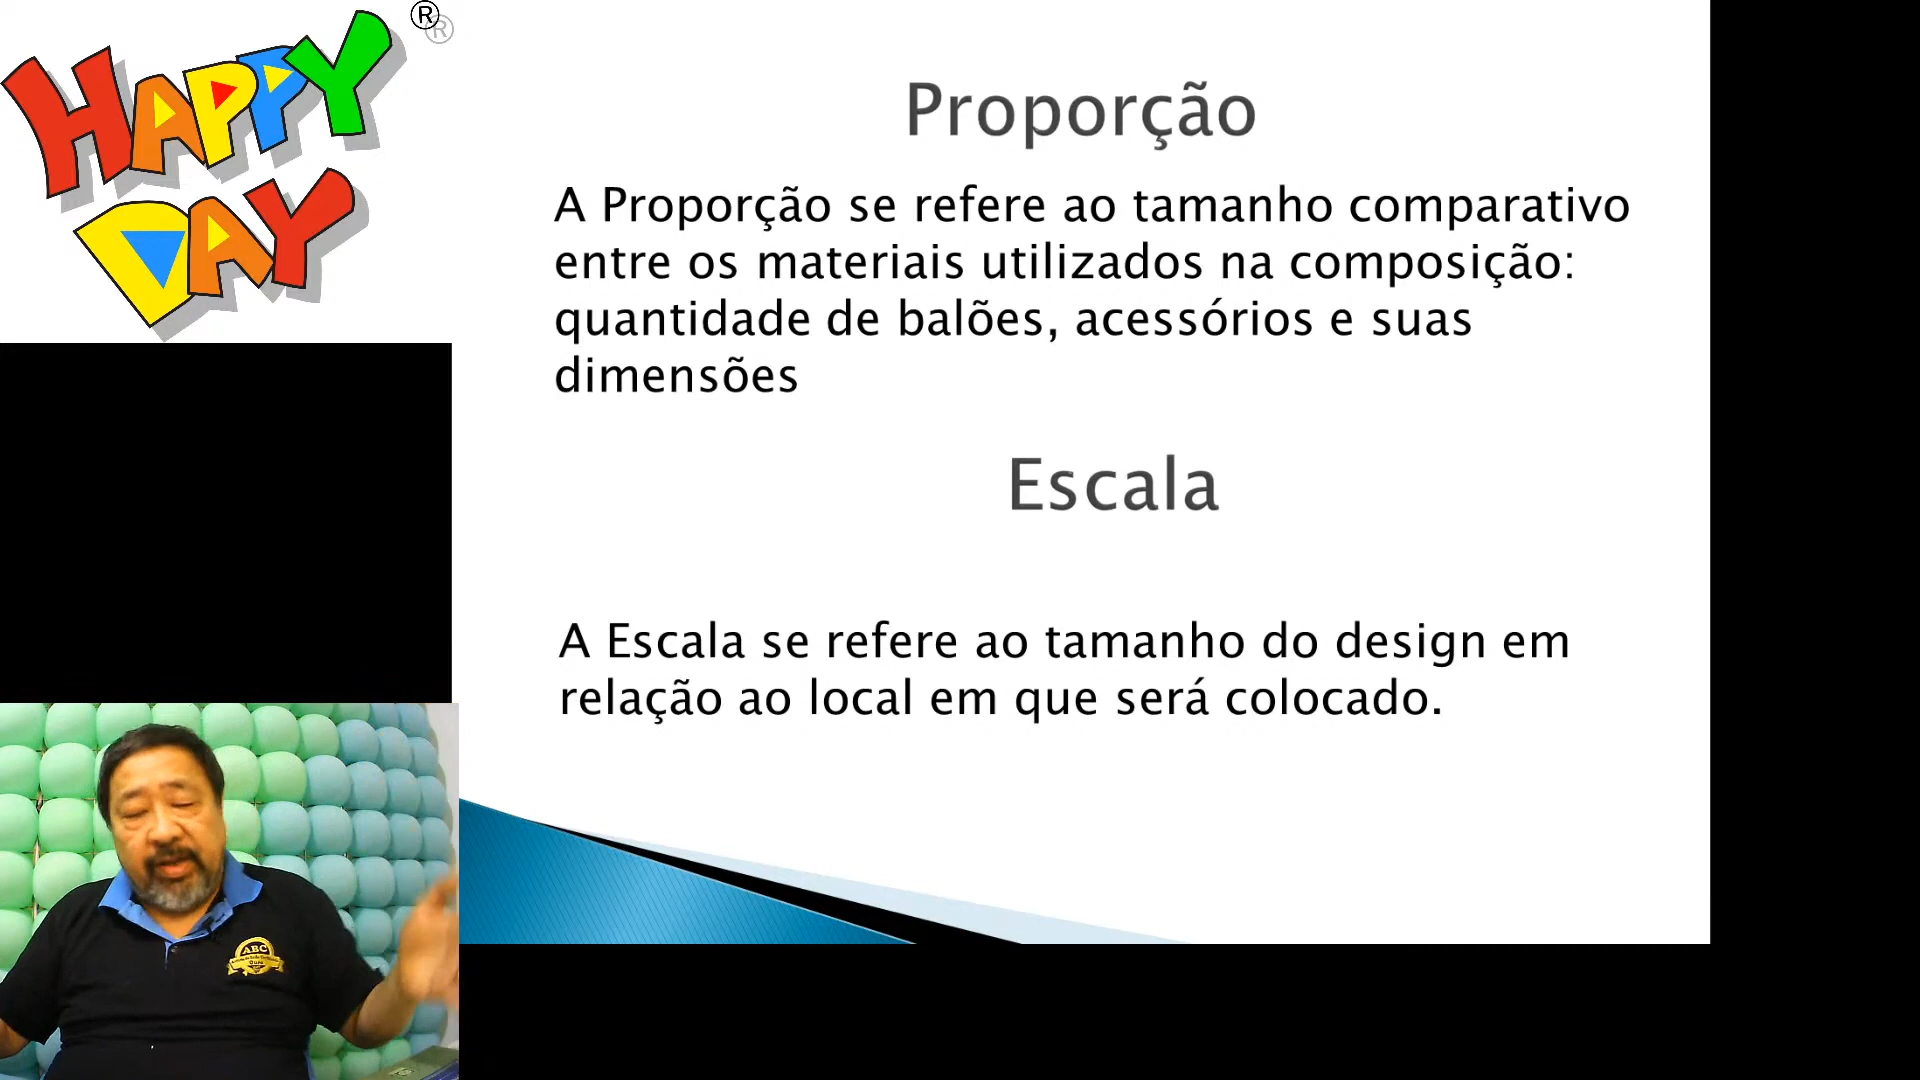 HAPPY
DAY
®
Proporção
A Proporção se refere ao tamanho comparativo
entre os materiais utilizados na composição:
quantidade de balões, acessórios e suas
dimensões
Escala
A Escala se refere ao tamanho do design em
relação ao local em que será colocado.
ABC